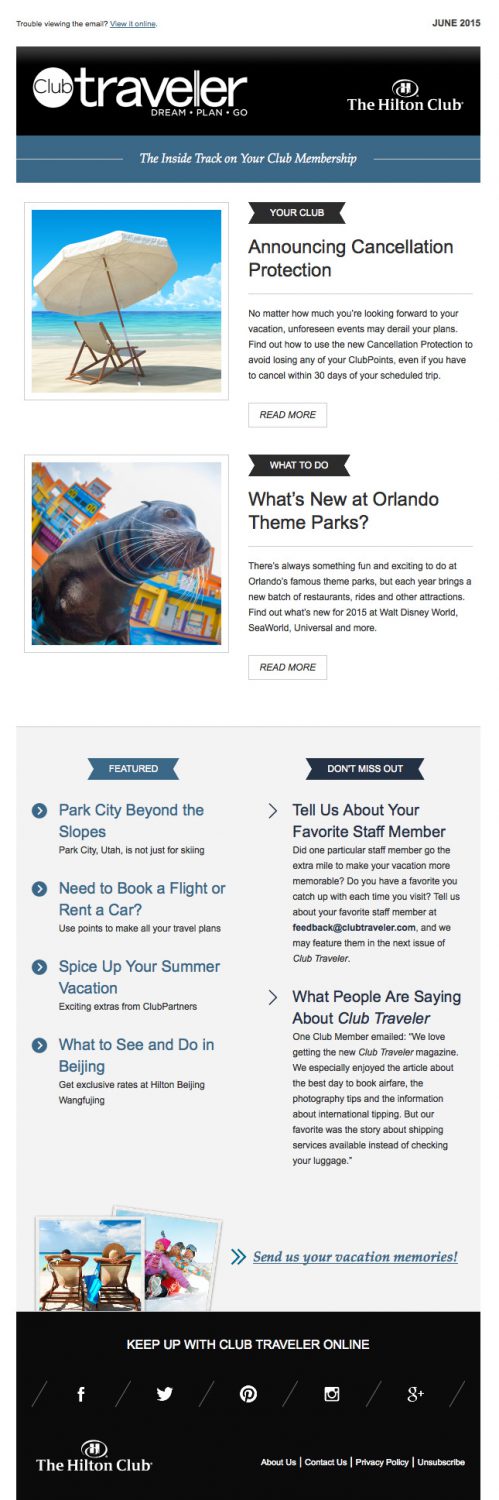 Trouble viewing the email? View it online.
JUNE 2015
Club traveler
DREAM • PLAN • GO
H
The Hilton Club
The Inside Track on Your Club Membership
YOUR CLUB
Announcing Cancellation
Protection
No matter how much you're looking forward to your
vacation, unforeseen events may derail your plans.
Find out how to use the new Cancellation Protection to
avoid losing any of your ClubPoints, even if you have
to cancel within 30 days of your scheduled trip.
READ MORE
WHAT TO DO
What's New at Orlando
Theme Parks?
There's always something fun and exciting to do at
Orlando's famous theme parks, but each year brings a
new batch of restaurants, rides and other attractions.
Find out what's new for 2015 at Walt Disney World,
SeaWorld, Universal and more.
READ MORE
FEATURED
Park City Beyond the
Slopes
Park City, Utah, is not just for skiing
Need to Book a Flight or
Rent a Car?
Use points to make all your travel plans
Spice Up Your Summer
Vacation
Exciting extras from ClubPartners
What to See and Do in
Beijing
Get exclusive rates at Hilton Beijing
Wangfujing
DON'T MISS OUT
Tell Us About Your
Favorite Staff Member
Did one particular staff member go the
extra mile to make your vacation more
memorable? Do you have a favorite you
catch up with each time you visit? Tell us
about your favorite staff member at
feedback@clubtraveler.com, and we
may feature them in the next issue of
Club Traveler.
What People Are Saying
About Club Traveler
One Club Member emailed: "We love
getting the new Club Traveler magazine.
We especially enjoyed the article about
the best day to book airfare, the
photography tips and the information
about international tipping. But our
favorite was the story about shipping
services available instead of checking
your luggage."
Send us your vacation memories!
KEEP UP WITH CLUB TRAVELER ONLINE
f
g+
H
The Hilton Club
About Us | Contact Us | Privacy Policy | Unsubscribe